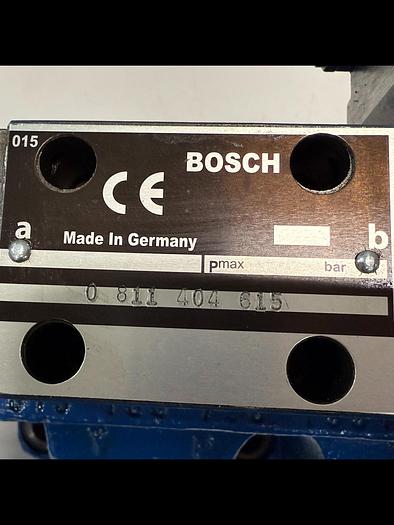 015
BOSCH
CE
a
Made In Germany
b
Pmax bar
0 811 404 615